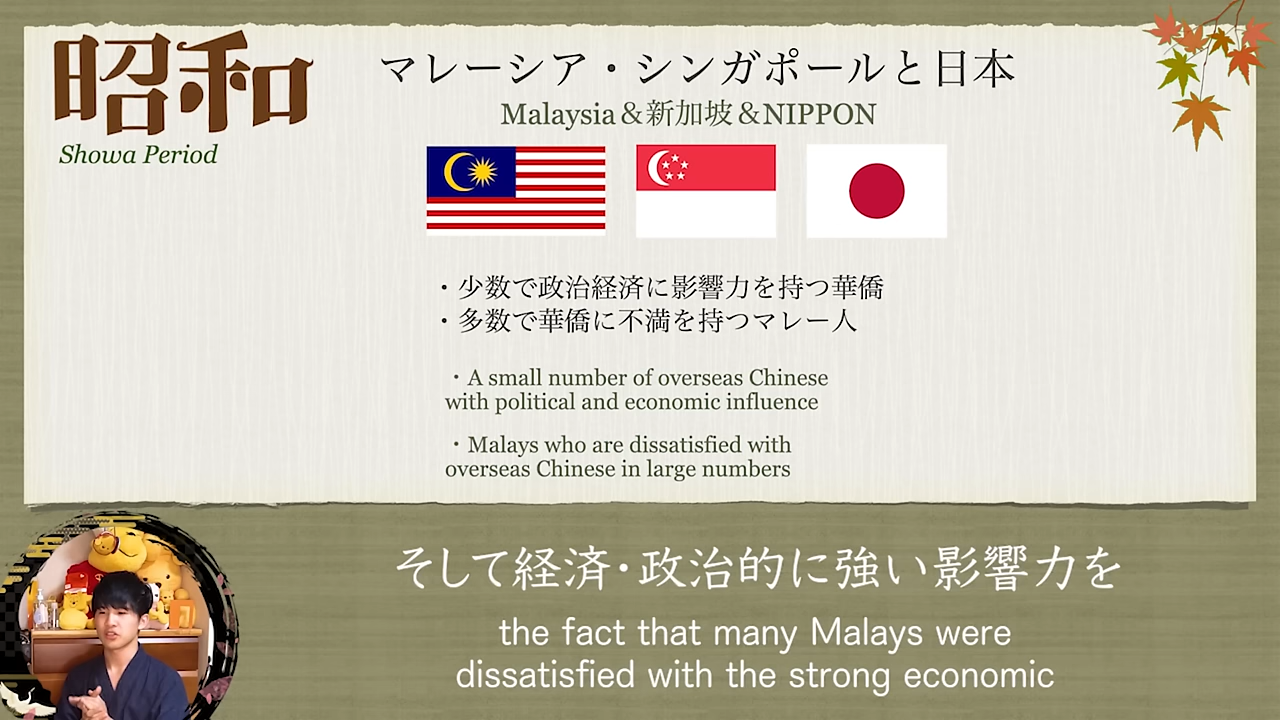 昭和
Showa Period
マレーシア・シンガポールと日本
Malaysia＆新加坡＆NIPPON
・少数で政治経済に影響力を持つ華僑
・多数で華僑に不満を持つマレー人
・A small number of overseas Chinese
with political and economic influence
・Malays who are dissatisfied with
overseas Chinese in large numbers
そして経済・政治的に強い影響力を
the fact that many Malays were
dissatisfied with the strong economic